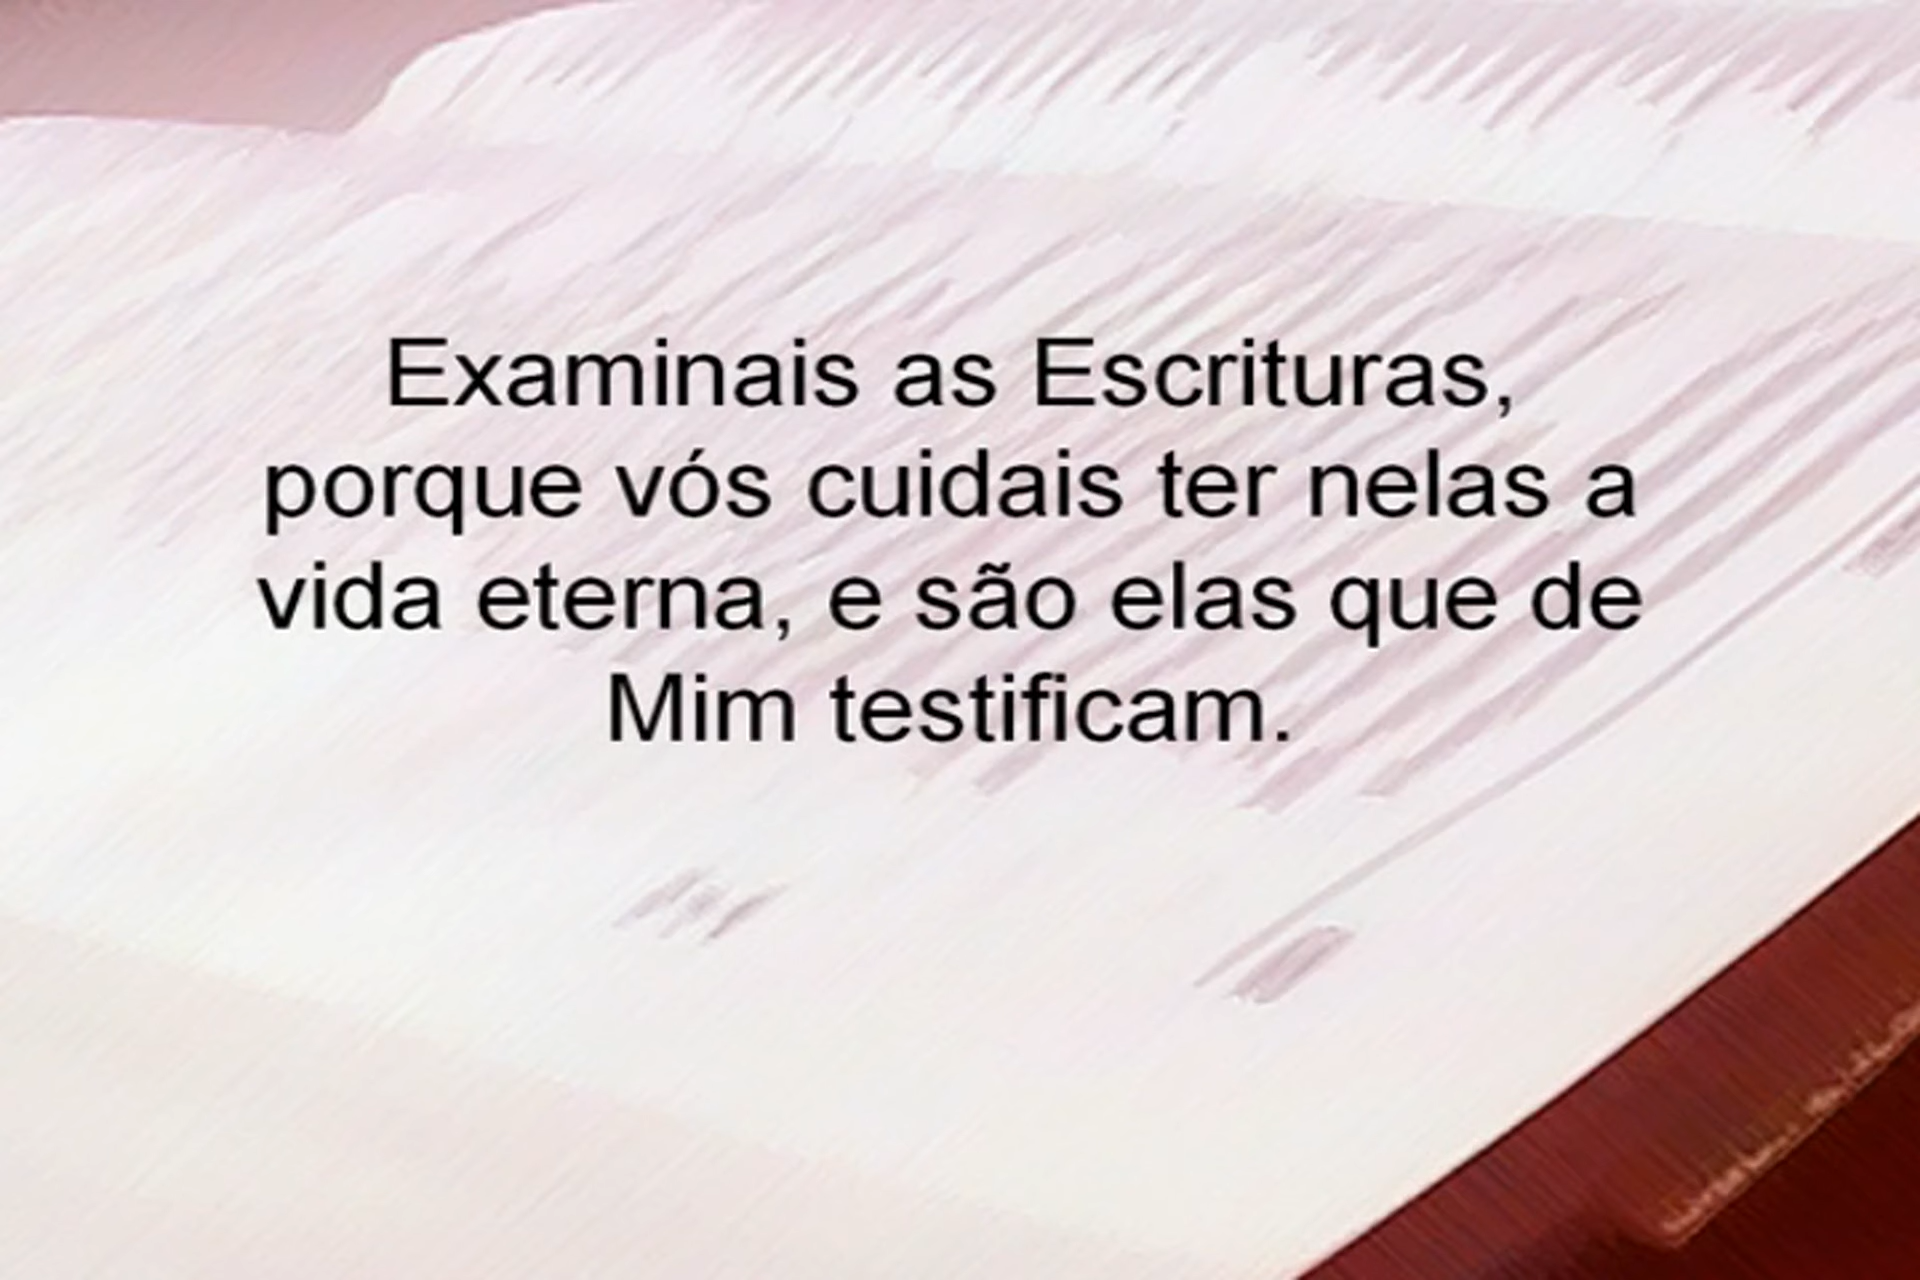 Examinais as Escrituras,
porque vós cuidais ter nelas a
vida eterna, e são elas que de
Mim testificam.